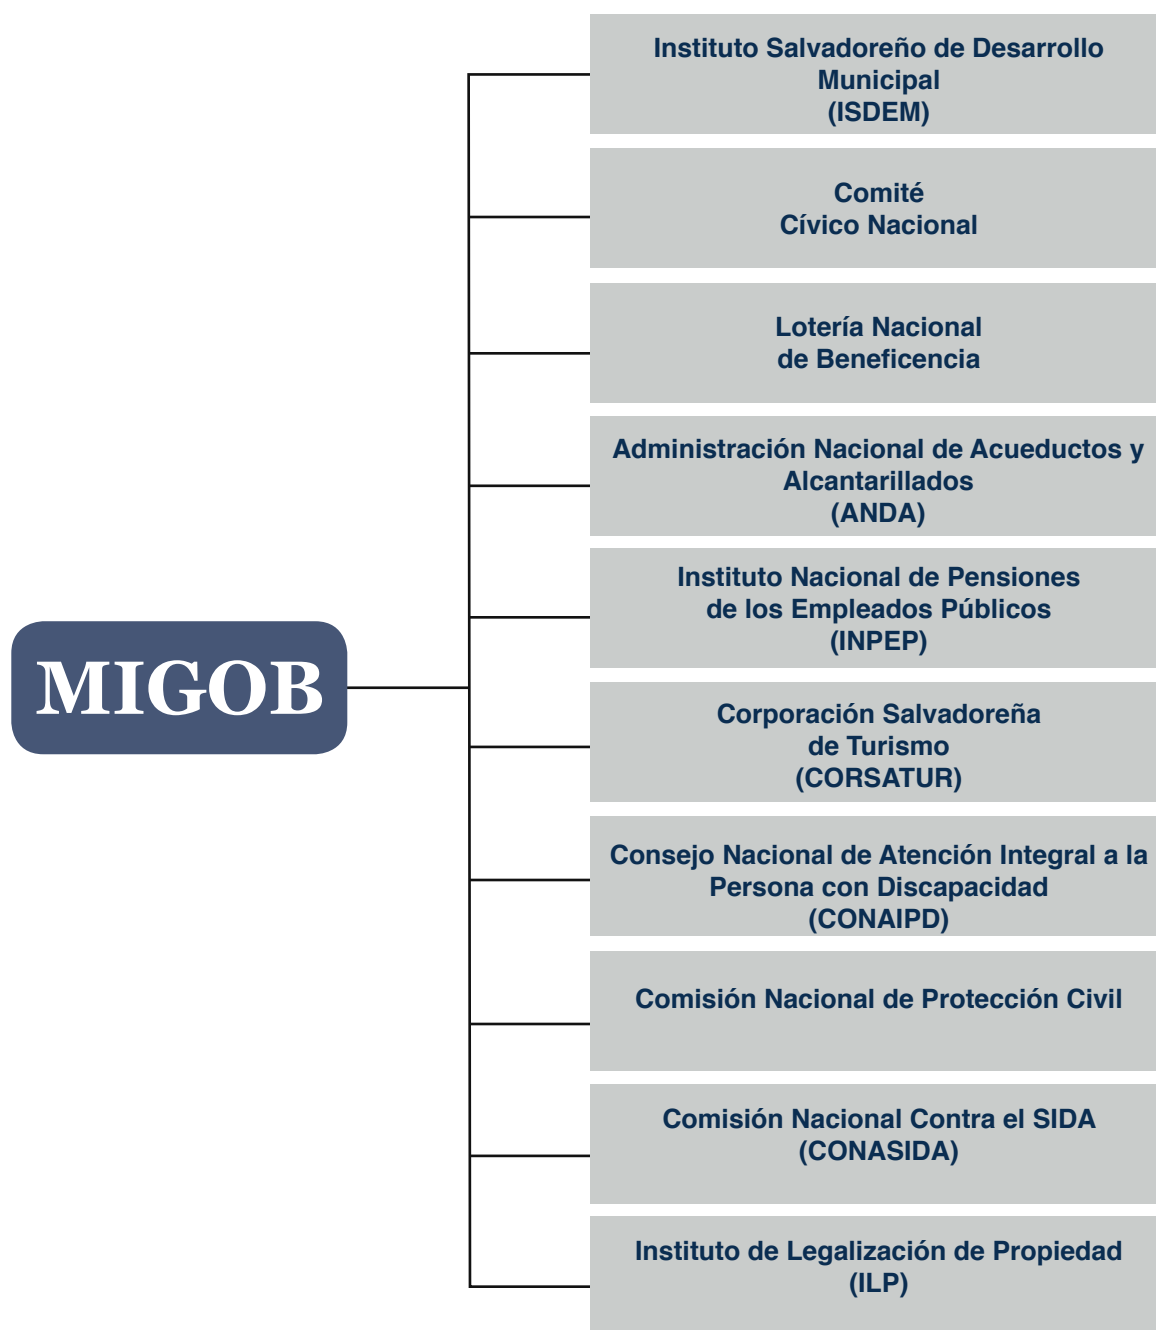 Instituto Salvadoreño de Desarrollo
Municipal
(ISDEM)
Comité
Cívico Nacional
Lotería Nacional
de Beneficencia
Administración Nacional de Acueductos y
Alcantarillados
(ANDA)
Instituto Nacional de Pensiones
de los Empleados Públicos
(INPEP)
MIGOB
Corporación Salvadoreña
de Turismo
(CORSATUR)
Consejo Nacional de Atención Integral a la
Persona con Discapacidad
(CONAIPD)
Comisión Nacional de Protección Civil
Comisión Nacional Contra el SIDA
(CONASIDA)
Instituto de Legalización de Propiedad
(ILP)